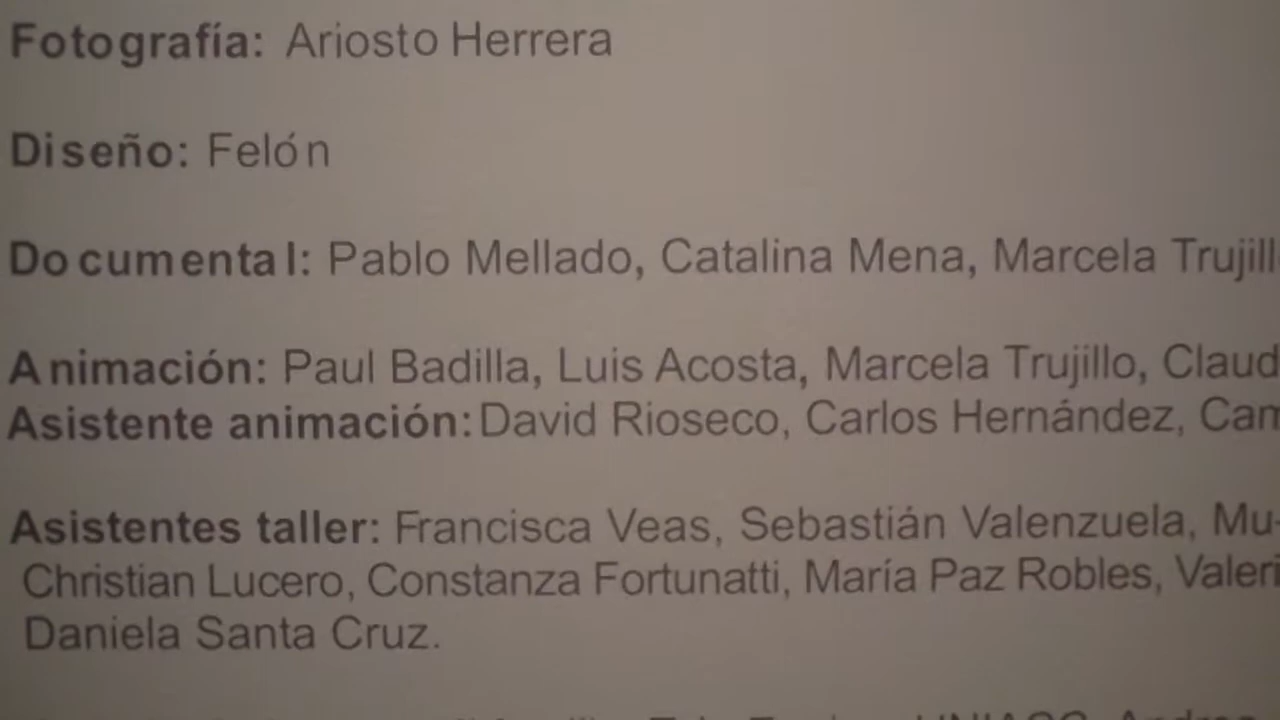 Fotografía: Ariosto Herrera
Diseño: Felón
Documental: Pablo Mellado, Catalina Mena, Marcela
Animación: Paul Badilla, Luis Acosta, Marcela Trujillo,
Asistente animación: David Rioseco, Carlos Hernández,
Asistentes taller: Francisca Veas, Sebastián Valenzuela,
Christian Lucero, Constanza Fortunatti, María Paz Robles,
Daniela Santa Cruz.